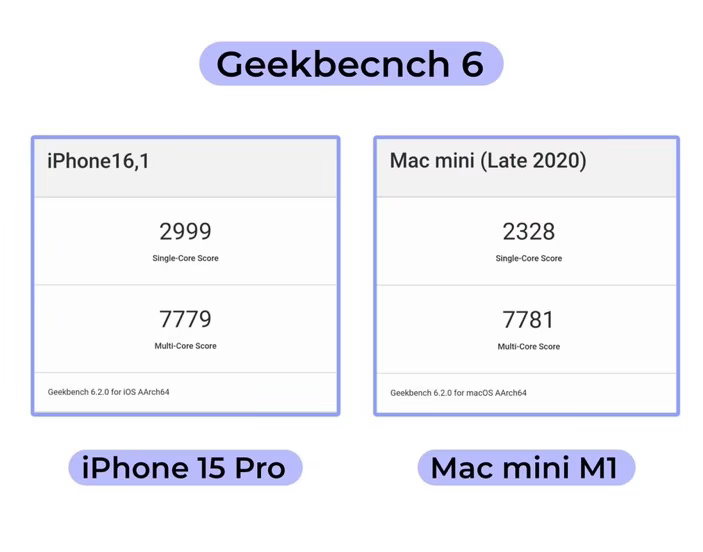 Geekbecnch 6
iPhone16,1
2999
Single-Core Score
7779
Multi-Core Score
Geekbench 6.2.0 for iOS AArch64
iPhone 15 Pro
Mac mini (Late 2020)
2328
Single-Core Score
7781
Multi-Core Score
Geekbench 6.2.0 for macOS AArch64
Mac mini M1